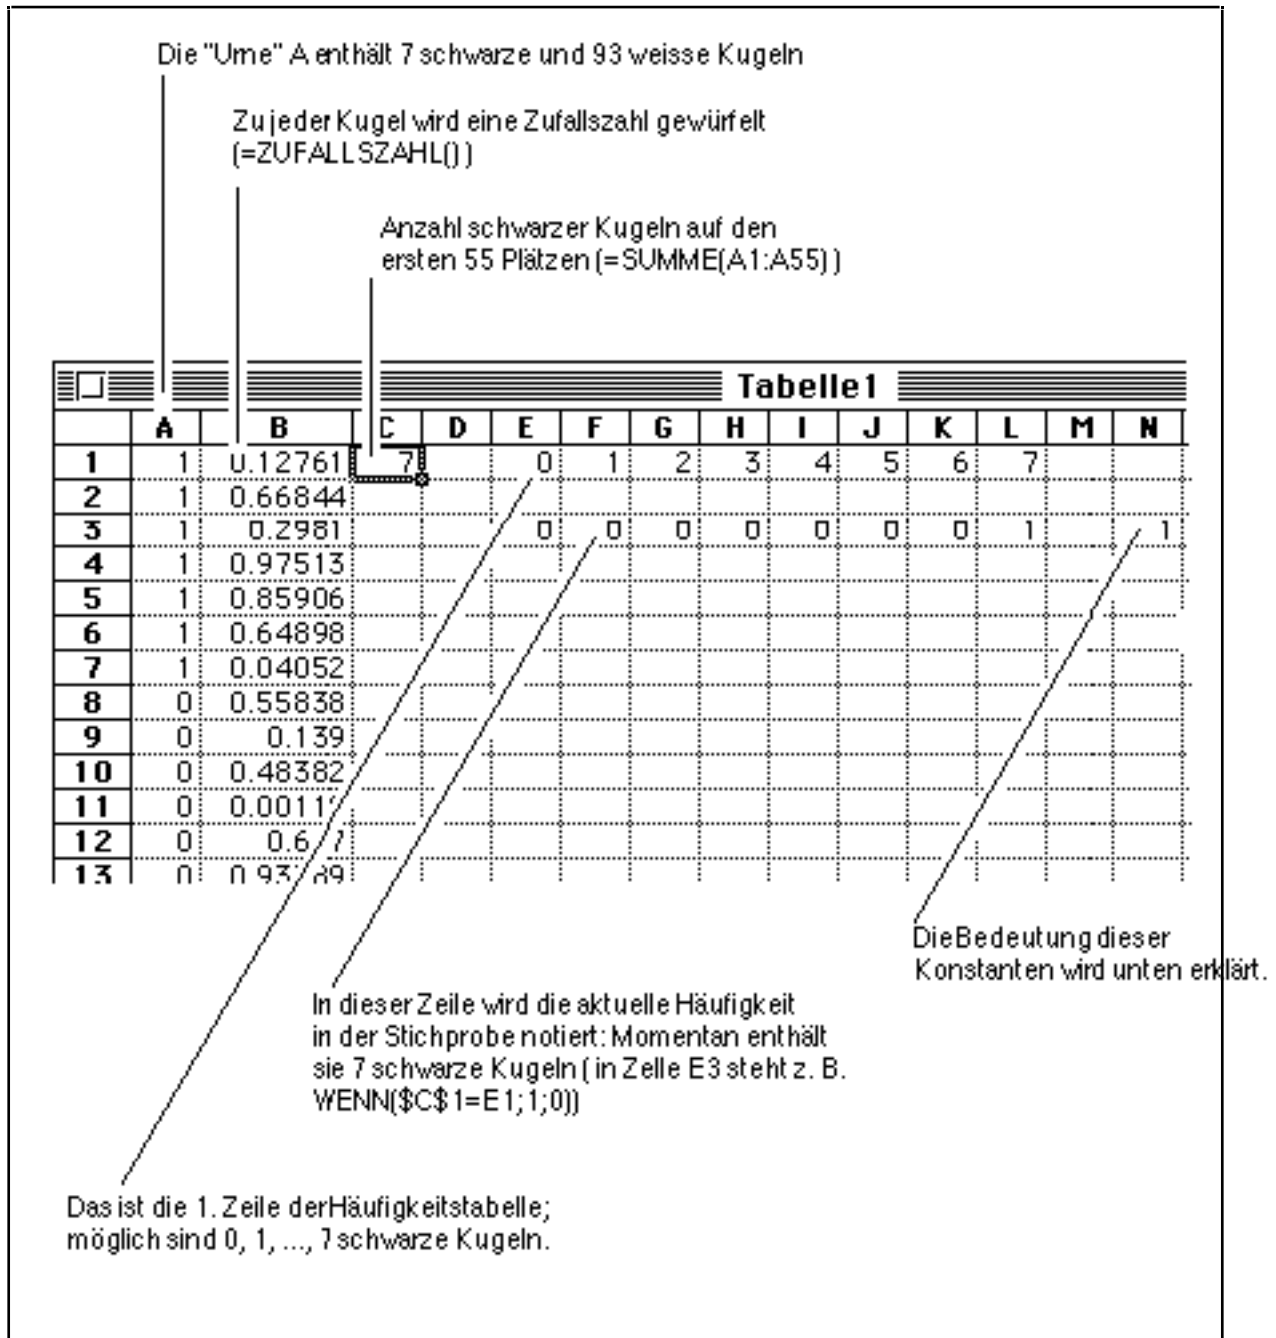 Die "Urne" A enthält 7 schwarze und 93 weisse Kugeln
Zu jeder Kugel wird eine Zufallszahl gewürfelt
(=ZUFALLSZAHL())
Anzahl schwarzer Kugeln auf den
ersten 55 Plätzen (=SUMME(A1:A55))
Tabelle1
A B C D E F G H I J K L M N
1 1 0.12761 7 0 1 2 3 4 5 6 7
2 1 0.66844
3 1 0.2981 0 0 0 0 0 0 0 1 1
4 1 0.97513
5 1 0.85906
6 1 0.64898
7 1 0.04052
8 0 0.55838
9 0 0.139
10 0 0.48382
11 0
12 0
13 0
Die Bedeutung dieser
Konstanten wird unten erklärt.
In dieser Zeile wird die aktuelle Häufigkeit
in der Stichprobe notiert: Momentan enthält
sie 7 schwarze Kugeln ( in Zelle E3 steht z. B.
WENN($C$1=E1;1;0))
Das ist die 1. Zeile der Häufigkeitstabelle;
möglich sind 0, 1, ..., 7 schwarze Kugeln.